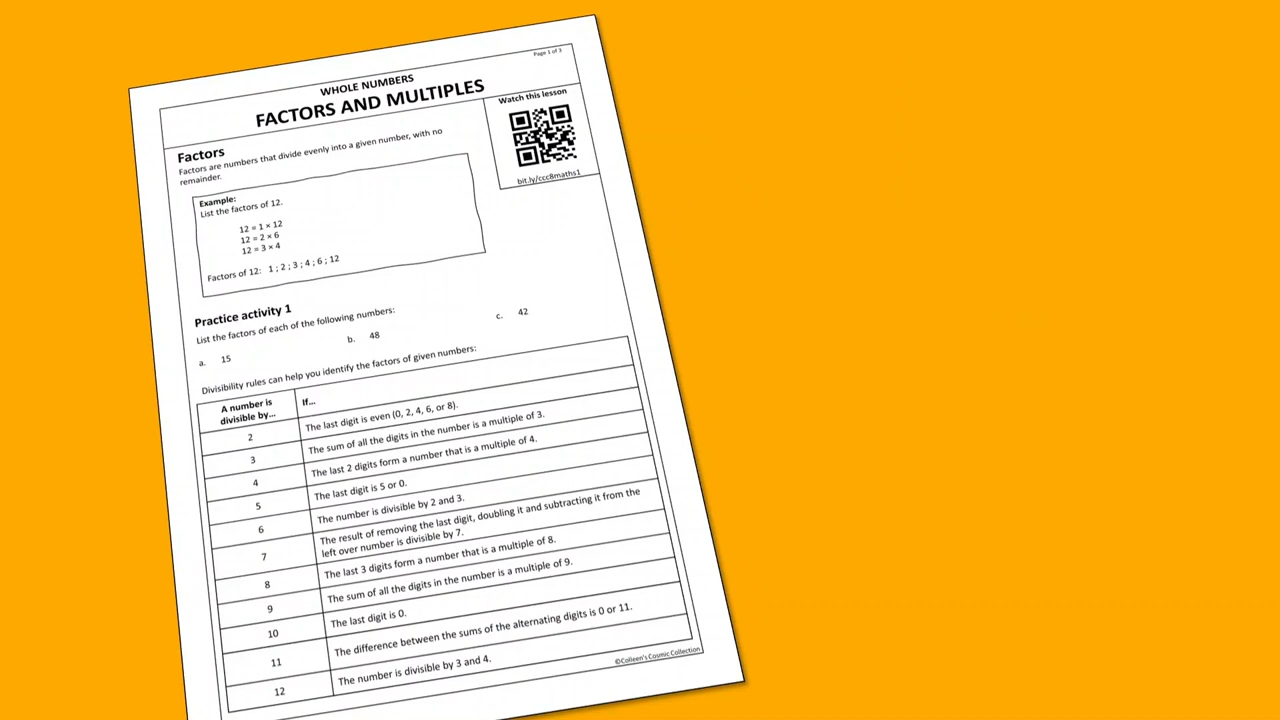 Page 1 of 3
WHOLE NUMBERS
FACTORS AND MULTIPLES
Watch this lesson
bit.ly/ccc8maths1
Factors
Factors are numbers that divide evenly into a given number, with no
remainder.
Example:
List the factors of 12.
12 = 1 × 12
12 = 2 × 6
12 = 3 × 4
Factors of 12: 1 ; 2 ; 3 ; 4 ; 6 ; 12
Practice activity 1
List the factors of each of the following numbers:
a. 15 b. 48 c. 42
Divisibility rules can help you identify the factors of given numbers:
A number is
divisible by...
If...
2 The last digit is even (0, 2, 4, 6, or 8).
3 The sum of all the digits in the number is a multiple of 3.
4 The last 2 digits form a number that is a multiple of 4.
5 The last digit is 5 or 0.
6 The number is divisible by 2 and 3.
7 The result of removing the last digit, doubling it and subtracting it from the
left over number is divisible by 7.
8 The last 3 digits form a number that is a multiple of 8.
9 The sum of all the digits in the number is a multiple of 9.
10 The last digit is 0.
11 The difference between the sums of the alternating digits is 0 or 11.
12 The number is divisible by 3 and 4.
©Colleen's Cosmic Collection